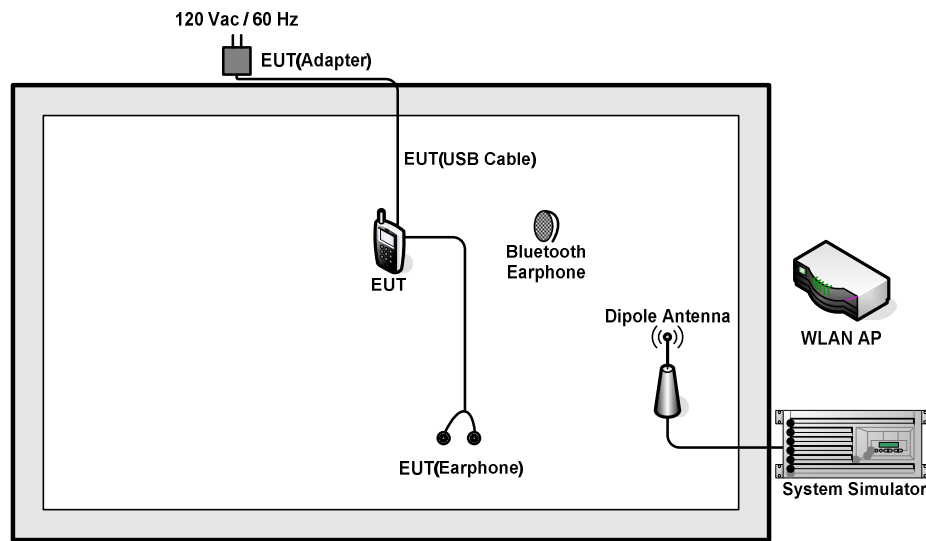 120 Vac / 60 Hz
EUT(Adapter)
EUT(USB Cable)
Bluetooth
Earphone
EUT
Dipole Antenna
WLAN AP
EUT(Earphone)
System Simulator